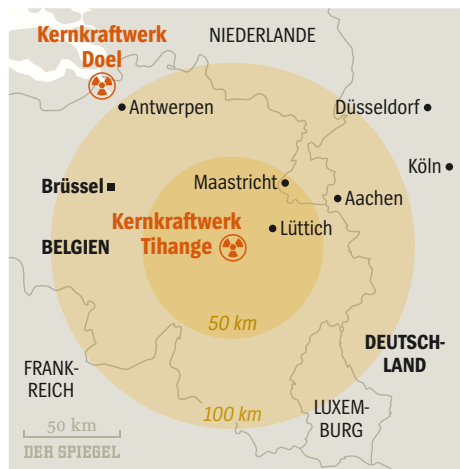 Kernkraftwerk
Doel
NIEDERLANDE
Antwerpen
Düsseldorf
Köln
Maastricht
Brüssel
Aachen
Kernkraftwerk
Tihange
Lüttich
BELGIEN
50 km
DEUTSCH-
LAND
FRANK-
REICH
LUXEM-
BURG
100 km
50 km
DER SPIEGEL